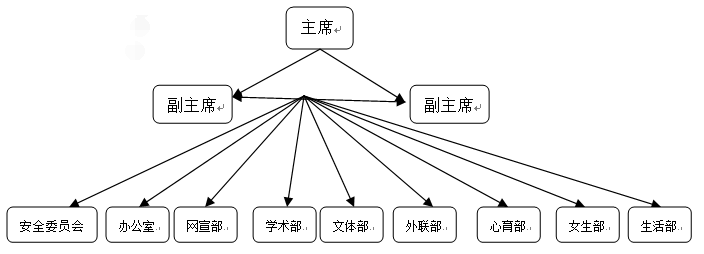 主席
副主席
副主席
安全委员会
办公室
网宣部
学术部
文体部
外联部
心育部
女生部
生活部